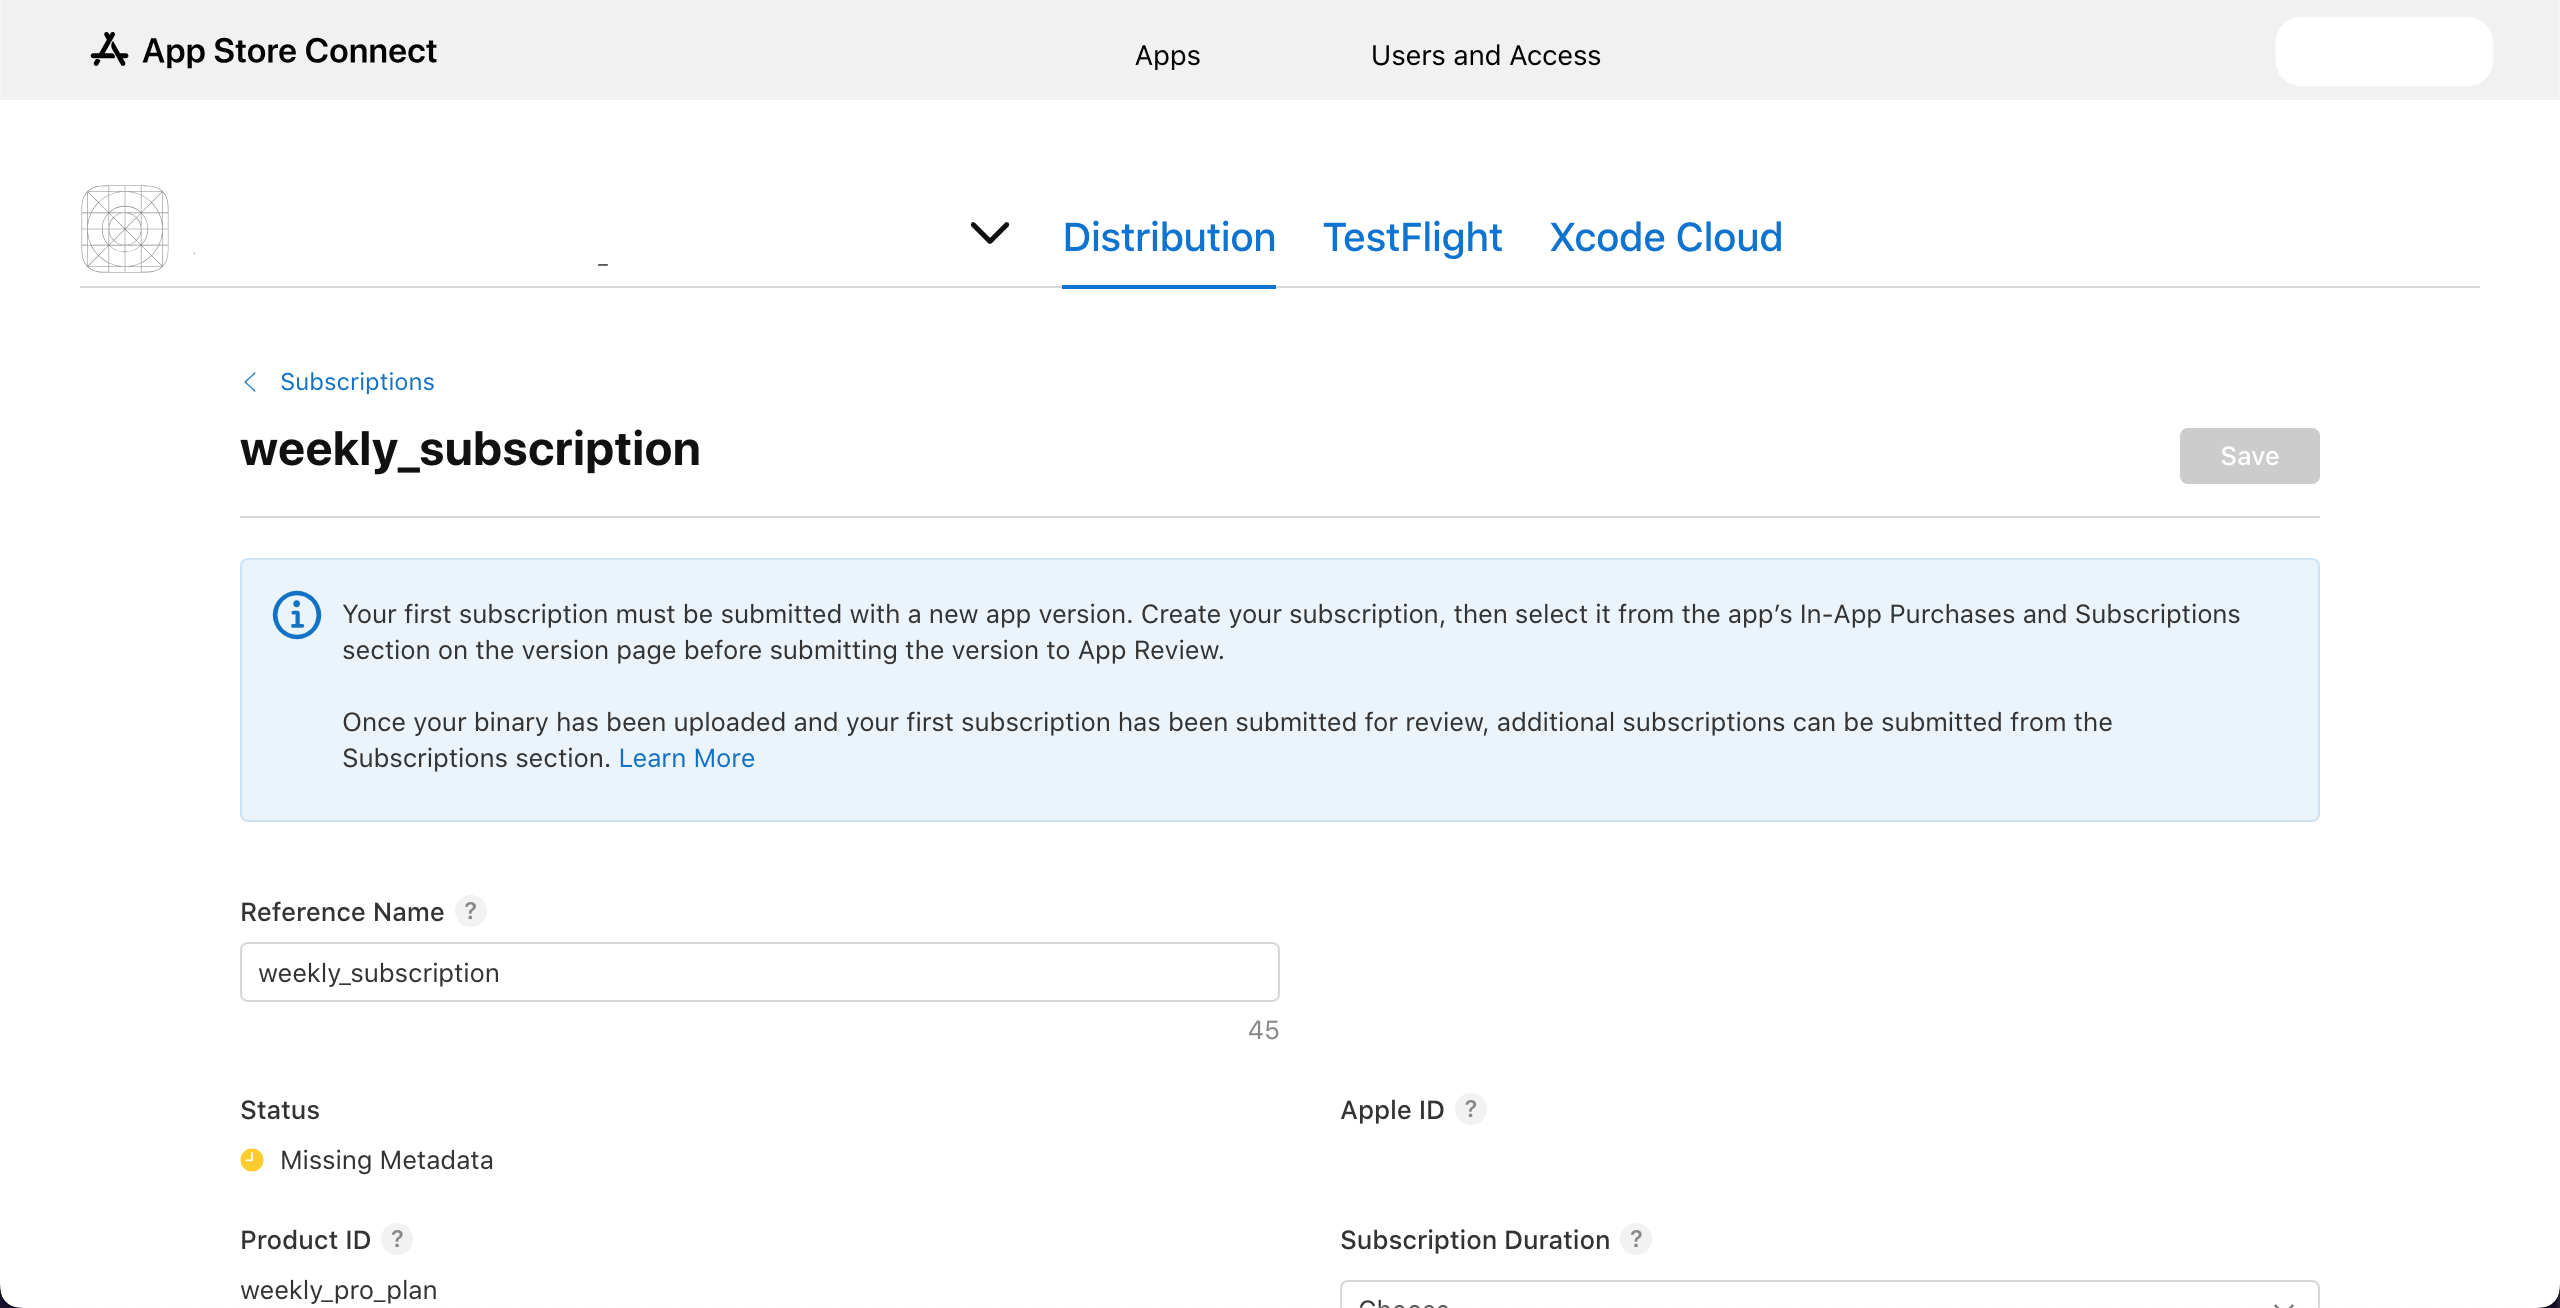 App Store Connect
Apps
Users and Access
Distribution
TestFlight
Xcode Cloud
Subscriptions
weekly_subscription
Save
Your first subscription must be submitted with a new app version. Create your subscription, then select it from the app’s In-App Purchases and Subscriptions
section on the version page before submitting the version to App Review.
Once your binary has been uploaded and your first subscription has been submitted for review, additional subscriptions can be submitted from the
Subscriptions section. Learn More
Reference Name ?
weekly_subscription
45
Status
Apple ID ?
Missing Metadata
Product ID ?
Subscription Duration ?
weekly_pro_plan
Choose